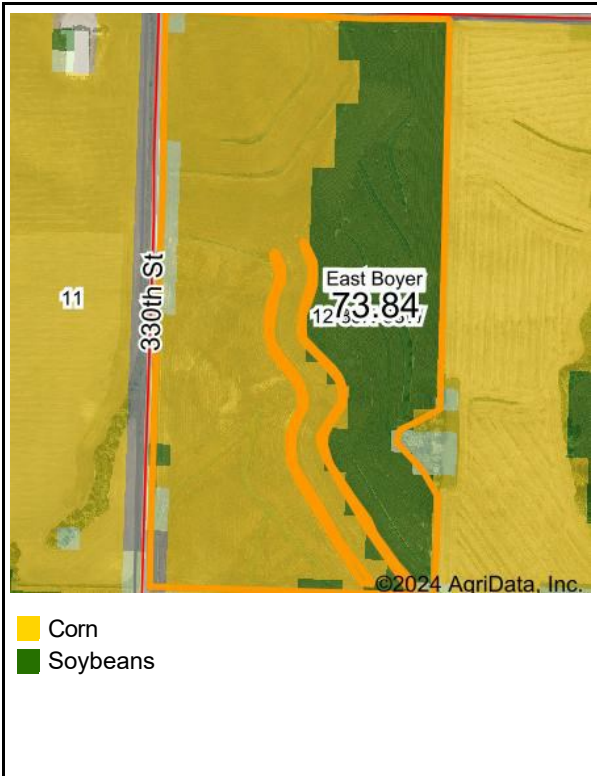 330th St
11
East Boyer
73.84
©2024 AgriData, Inc.
Corn
Soybeans